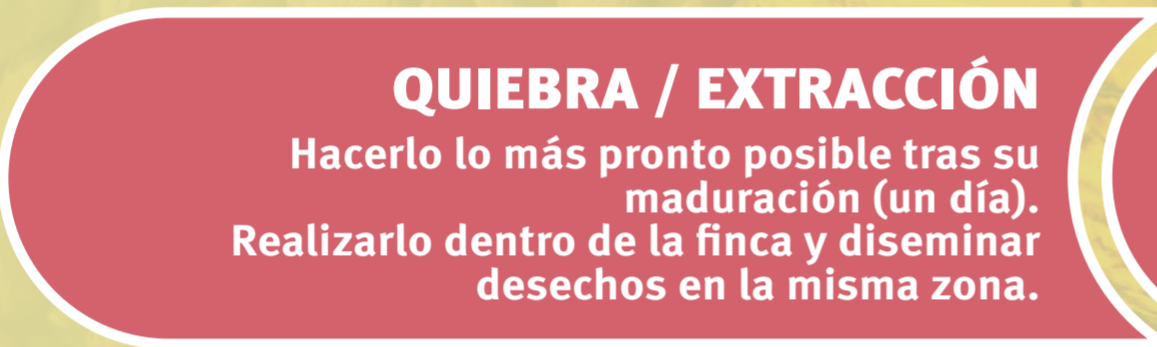 QUIEBRA / EXTRACCIÓN
Hacerlo lo más pronto posible tras su
maduración (un día).
Realizarlo dentro de la finca y diseminar
desechos en la misma zona.